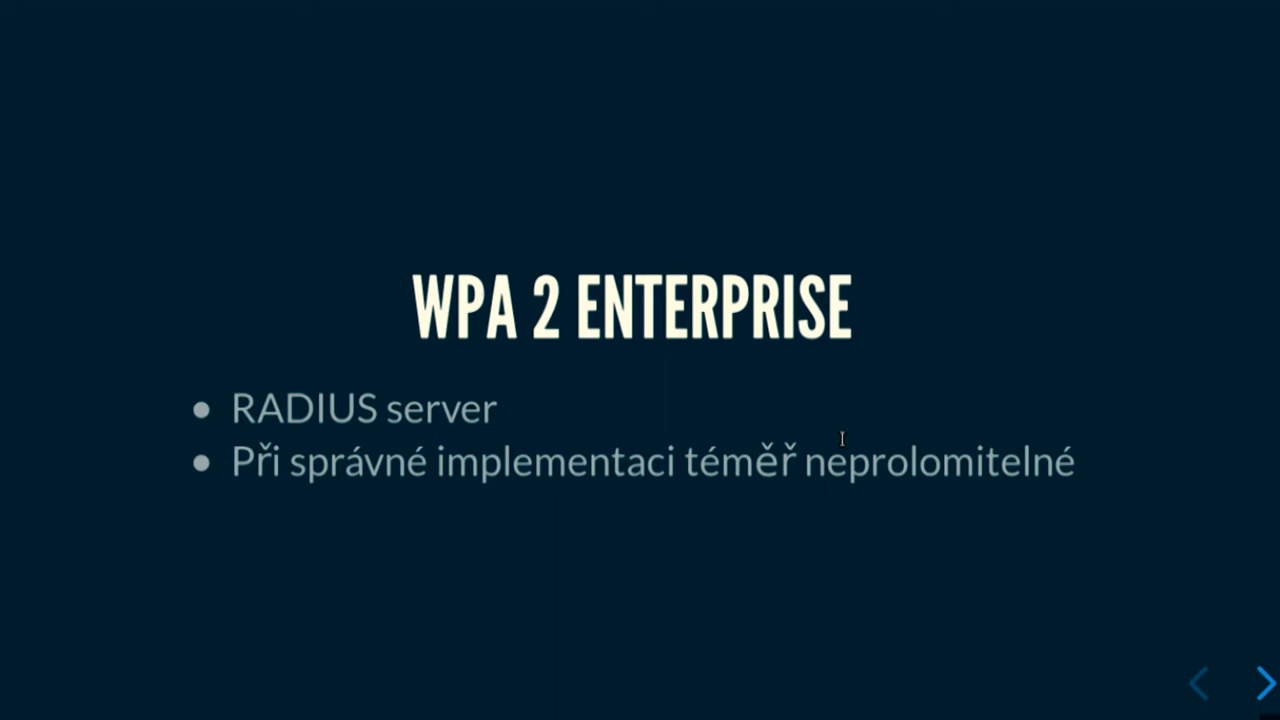 WPA 2 ENTERPRISE
RADIUS server
Při správné implementaci téměř neprolomitelné